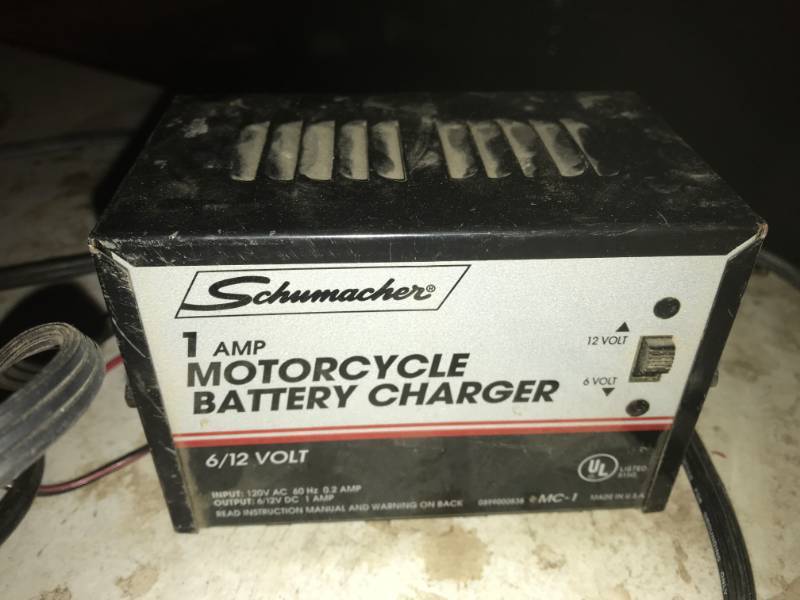 Schumacher®
1 AMP
MOTORCYCLE
BATTERY CHARGER
12 VOLT
6 VOLT
6/12 VOLT
INPUT: 120V AC 60 Hz 0.2 AMP
OUTPUT: 6/12V DC 1 AMP
READ INSTRUCTION MANUAL AND WARNING ON BACK
0899000838
MC-1
MADE IN U.S.A.
UL
LISTED